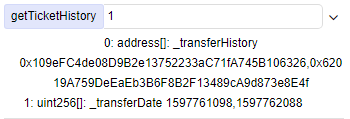 getTicketHistory 1
0: address[]: _transferHistory
0x109eFC4de08D9B2e13752233aC71fA745B106326,0x620
19A759DeEaEb3B6F8B2F13489cA9d873e8E4f
1: uint256[]: _transferDate 1597761098,1597762088